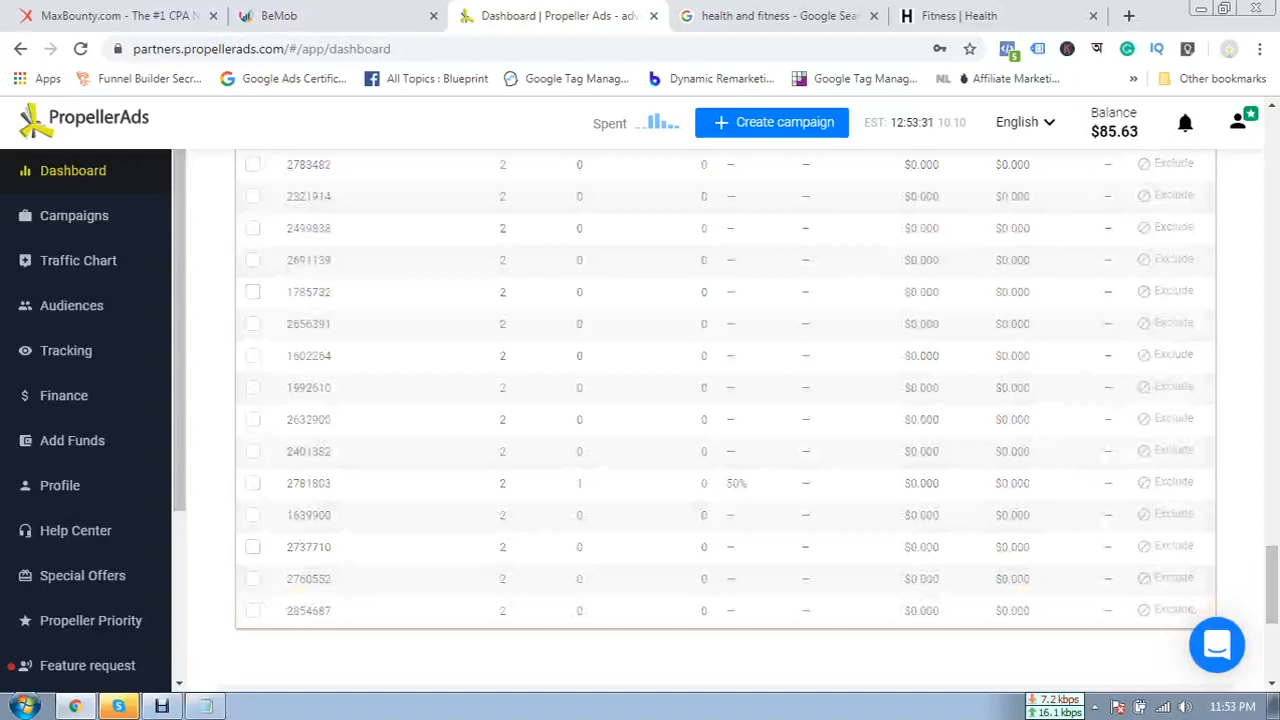 MaxBounty.com - The #1 CPA N
BeMob
Dashboard | Propeller Ads - adv
health and fitness - Google Sear
Fitness | Health
partners.propellerads.com/#/app/dashboard
Apps
Funnel Builder Secr...
Google Ads Certific...
All Topics : Blueprint
Google Tag Manag...
Dynamic Remarketi...
Google Tag Manag...
NL
Affiliate Marketi...
»
Other bookmarks
PropellerAds
Spent
+ Create campaign
EST: 12:53:31 10.10
English
Balance
$85.63
Dashboard
Campaigns
Traffic Chart
Audiences
Tracking
Finance
Add Funds
Profile
Help Center
Special Offers
Propeller Priority
Feature request
2783482 2 0 0 – – $0.000 $0.000 – Exclude
2321914 2 0 0 – – $0.000 $0.000 – Exclude
2499838 2 0 0 – – $0.000 $0.000 – Exclude
2691139 2 0 0 – – $0.000 $0.000 – Exclude
1785732 2 0 0 – – $0.000 $0.000 – Exclude
2656391 2 0 0 – – $0.000 $0.000 – Exclude
1602264 2 0 0 – – $0.000 $0.000 – Exclude
1992610 2 0 0 – – $0.000 $0.000 – Exclude
2632900 2 0 0 – – $0.000 $0.000 – Exclude
2401382 2 0 0 – – $0.000 $0.000 – Exclude
2781803 2 1 0 50% – $0.000 $0.000 – Exclude
1639900 2 0 0 – – $0.000 $0.000 – Exclude
2737710 2 0 0 – – $0.000 $0.000 – Exclude
2760552 2 0 0 – – $0.000 $0.000 – Exclude
2854687 2 0 0 – – $0.000 $0.000 – Exclude
7.2 kbps
16.1 kbps
11:53 PM